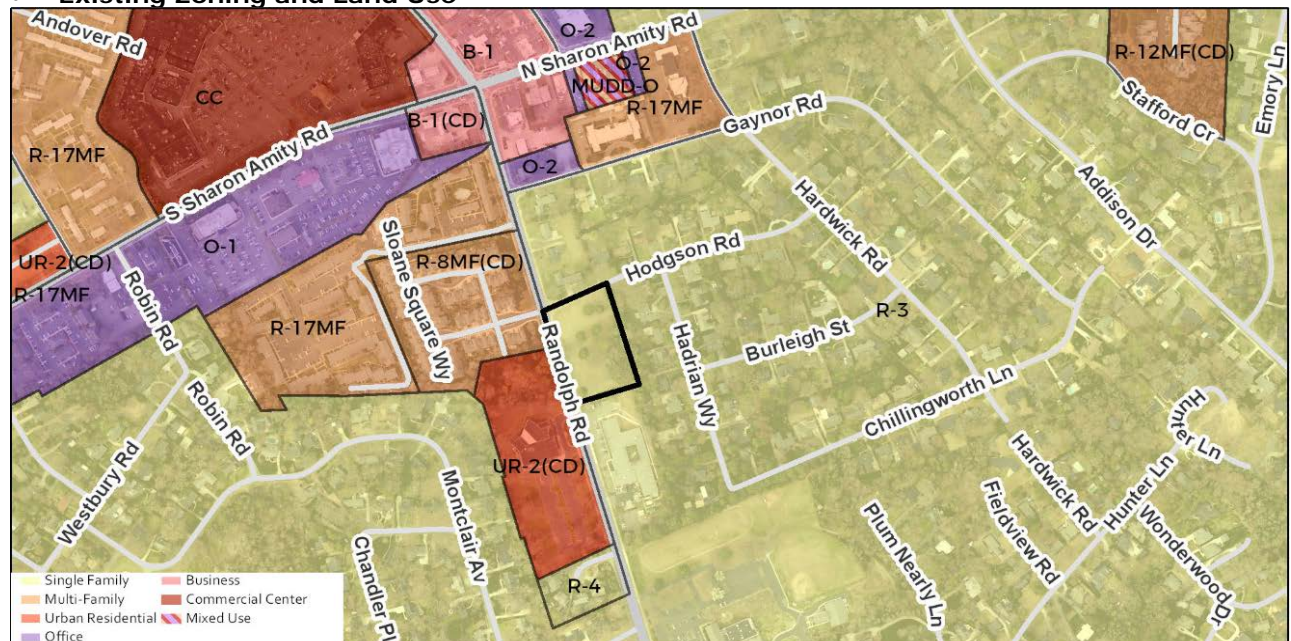 Existing Zoning and Land Use
Andover Rd
B-1
O-2
N Sharon Amity Rd
R-12MF(CD)
Emory Ln
CC
O-2
MUDD-O
R-17MF
Stafford Cr
B-1(CD)
Gaynor Rd
R-17MF
S Sharon Amity Rd
O-2
Addison Dr
O-1
Sloane Square Wy
R-8MF(CD)
Hodgson Rd
Hardwick Rd
UR-2(CD)
R-17MF
Robin Rd
R-17MF
Randolph Rd
Hadrian Wy
Burleigh St
R-3
Robin Rd
Chillingworth Ln
Hunter Ln
Westbury Rd
Montclair Av
UR-2(CD)
Hardwick Rd
Hunter Ln
Fieldview Rd
Plum Nearly Ln
Wonderwood Dr
Chandler Pl
R-4
Single Family
Business
Multi-Family
Commercial Center
Urban Residential
Mixed Use
Office